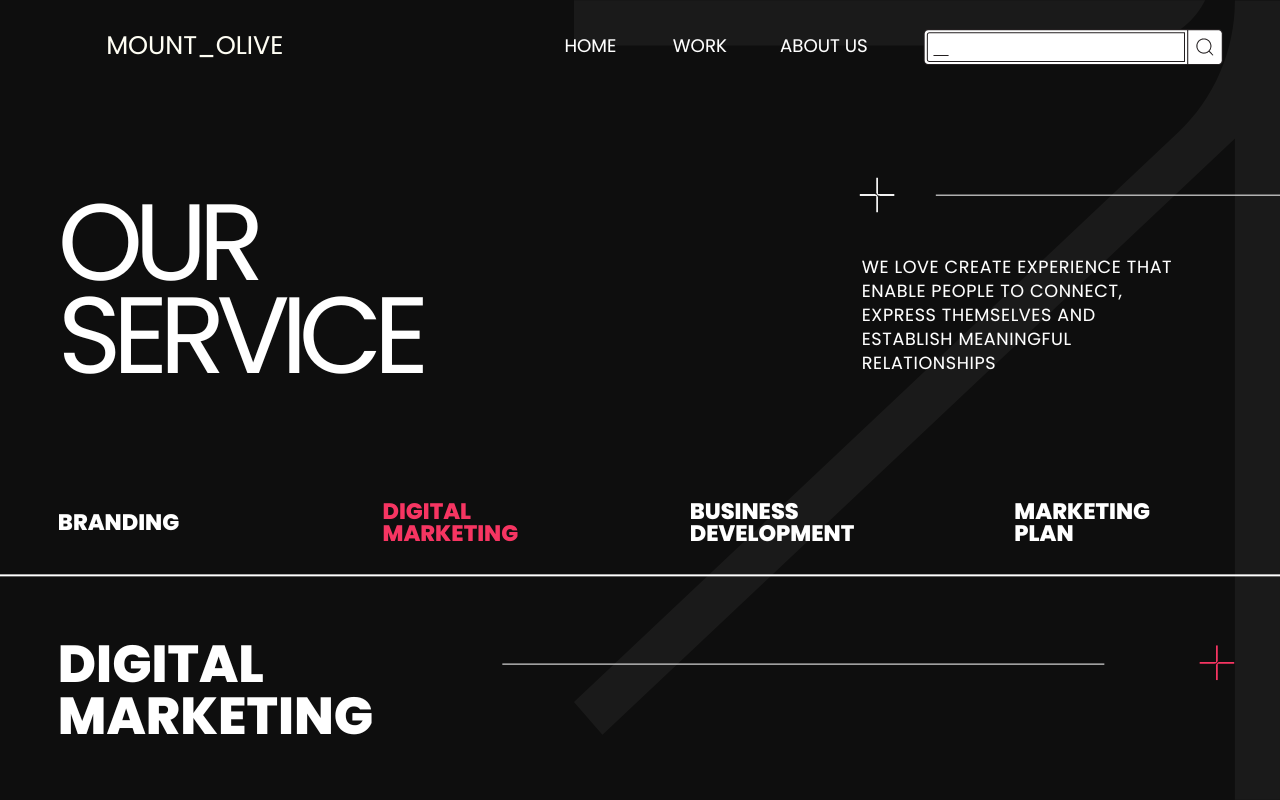 MOUNT_OLIVE
HOME
WORK
ABOUT US
_
OUR
SERVICE
WE LOVE CREATE EXPERIENCE THAT
ENABLE PEOPLE TO CONNECT,
EXPRESS THEMSELVES AND
ESTABLISH MEANINGFUL
RELATIONSHIPS
BRANDING
DIGITAL
MARKETING
BUSINESS
DEVELOPMENT
MARKETING
PLAN
DIGITAL
MARKETING